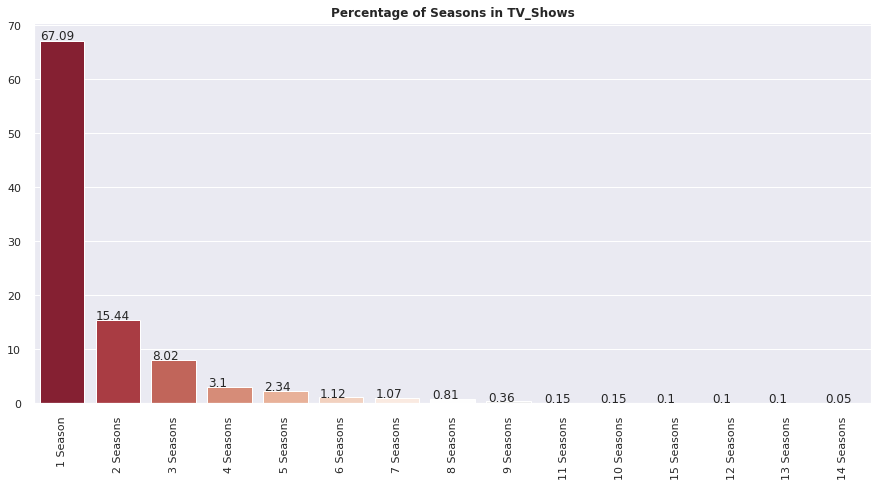 Percentage of Seasons in TV_Shows
70
60
50
40
30
20
10
0
67.09
15.44
8.02
3.1
2.34
1.12
1.07
0.81
0.36
0.15
0.15
0.1
0.1
0.1
0.05
1 Season
2 Seasons
3 Seasons
4 Seasons
5 Seasons
6 Seasons
7 Seasons
8 Seasons
9 Seasons
11 Seasons
10 Seasons
15 Seasons
12 Seasons
13 Seasons
14 Seasons